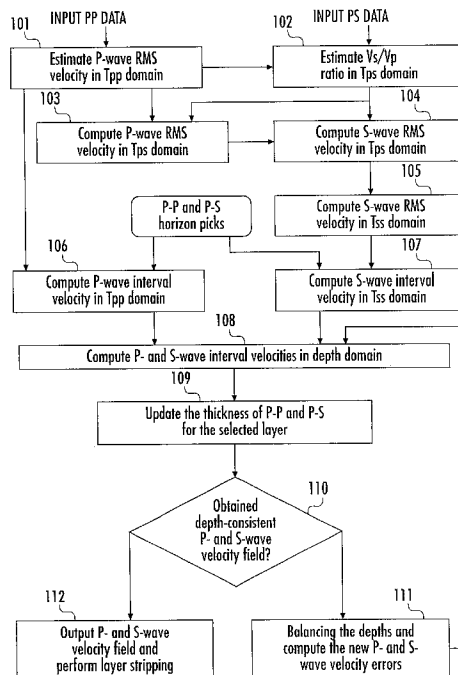 INPUT PP DATA
INPUT PS DATA
101
102
Estimate P-wave RMS
velocity in Tpp domain
Estimate Vs/Vp
ratio in Tps domain
103
104
Compute P-wave RMS
velocity in Tps domain
Compute S-wave RMS
velocity in Tps domain
105
Compute S-wave RMS
velocity in Tss domain
P-P and P-S
horizon picks
106
107
Compute P-wave interval
velocity in Tpp domain
Compute S-wave interval
velocity in Tss domain
108
Compute P- and S-wave interval velocities in depth domain
109
Update the thickness of P-P and P-S
for the selected layer
110
Obtained
depth-consistent
P- and S-wave
velocity field?
112
111
Output P- and S-wave
velocity field and
perform layer stripping
Balancing the depths and
compute the new P- and S-
wave velocity errors